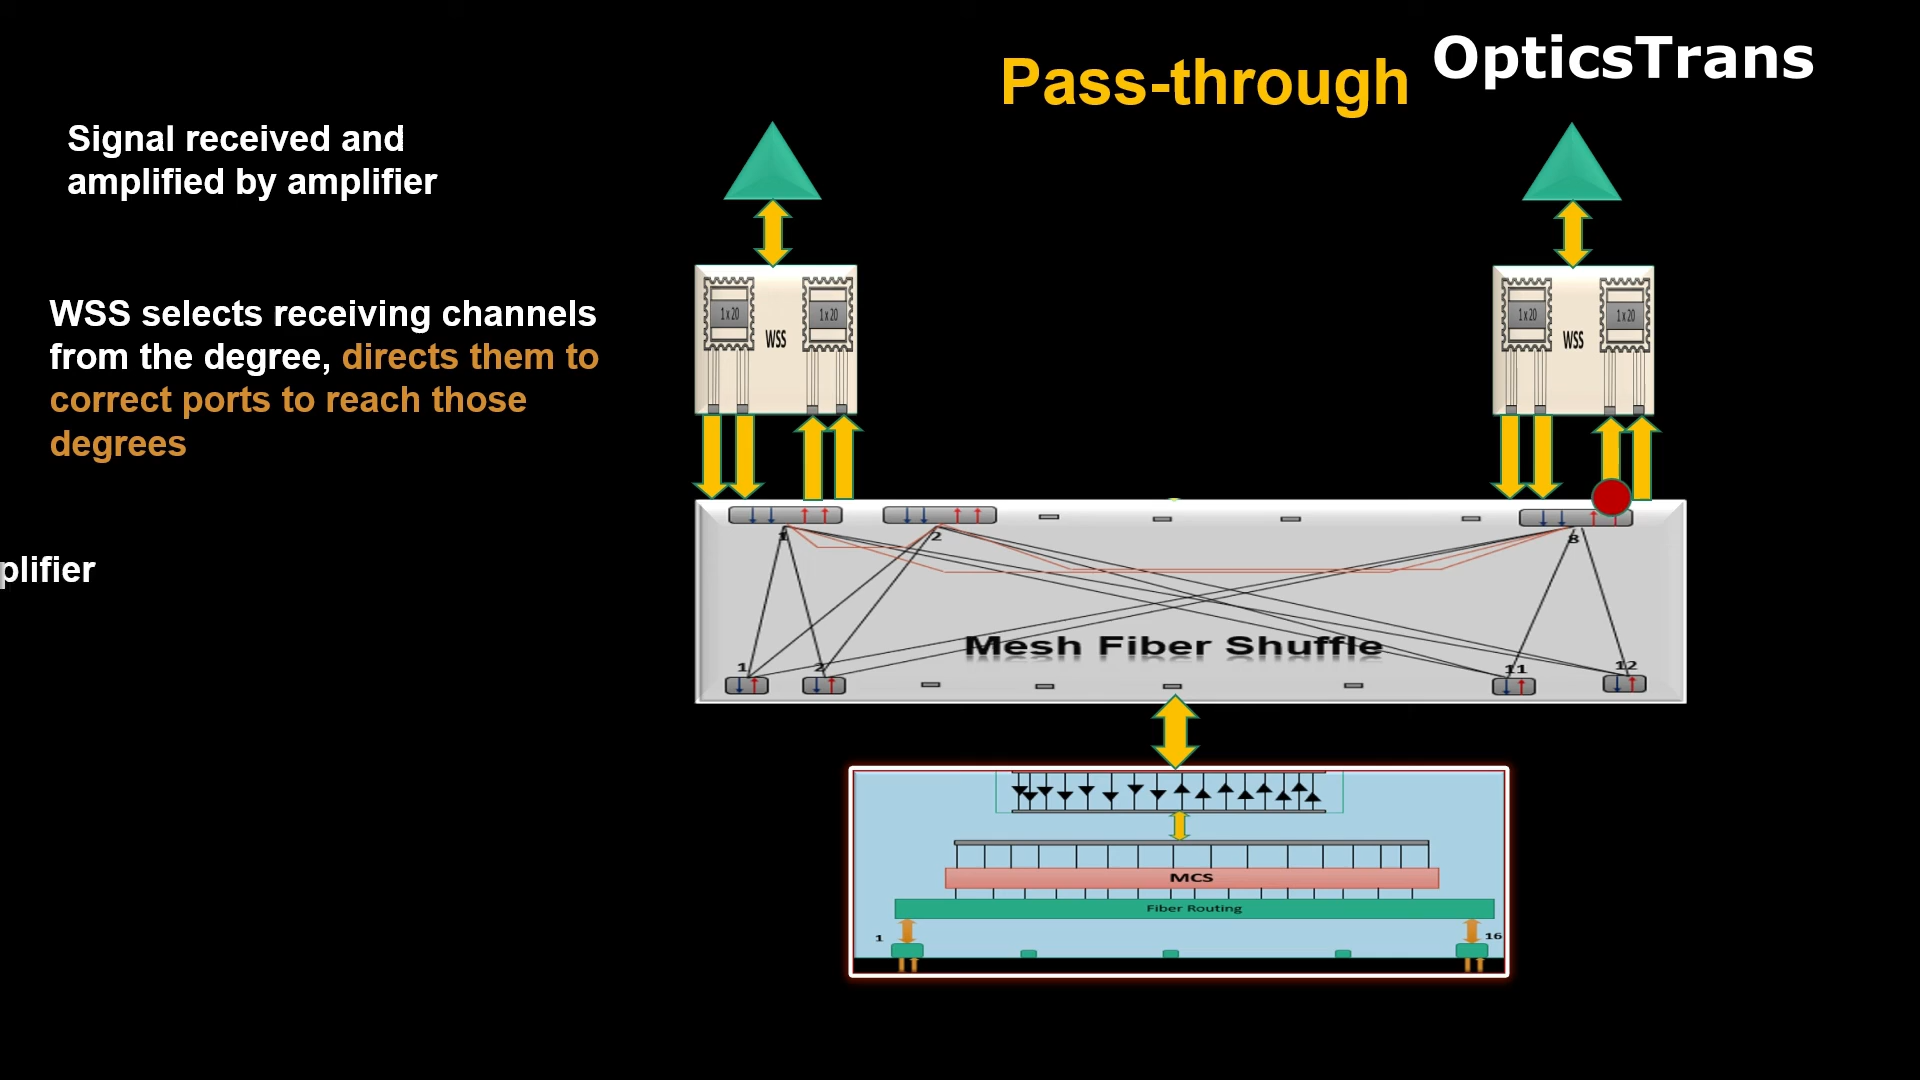 Pass-through
OpticsTrans
Signal received and
amplified by amplifier
WSS selects receiving channels
from the degree, directs them to
correct ports to reach those
degrees
plifier
1x20
WSS
1x20
1x20
WSS
1x20
1
2
8
Mesh Fiber Shuffle
1
2
11
12
MCS
Fiber Routing
1
16